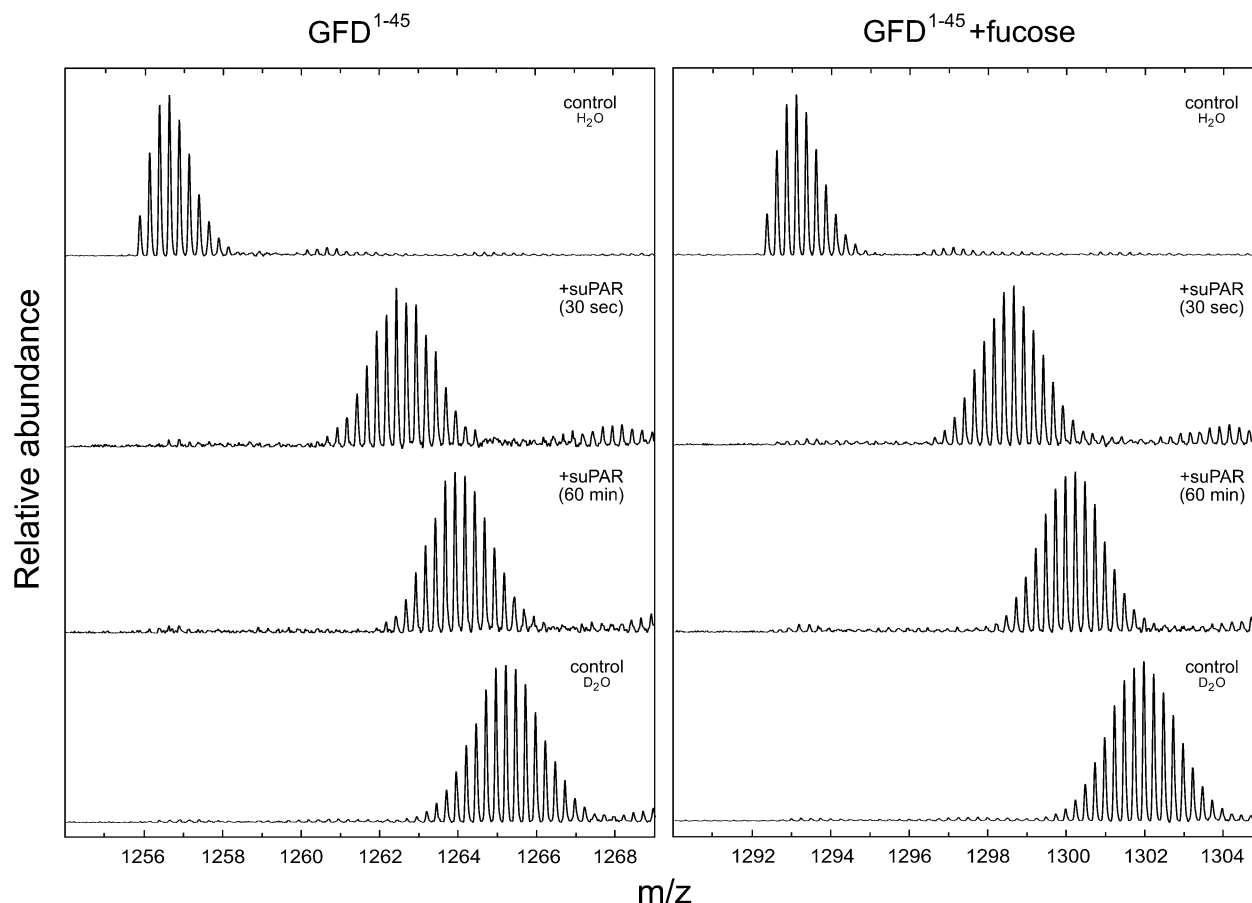 GFD1-45
GFD1-45+fucose
control
H2O
control
H2O
+suPAR
(30 sec)
+suPAR
(30 sec)
+suPAR
(60 min)
+suPAR
(60 min)
control
D2O
control
D2O
Relative abundance
1256 1258 1260 1262 1264 1266 1268
1292 1294 1296 1298 1300 1302 1304
m/z